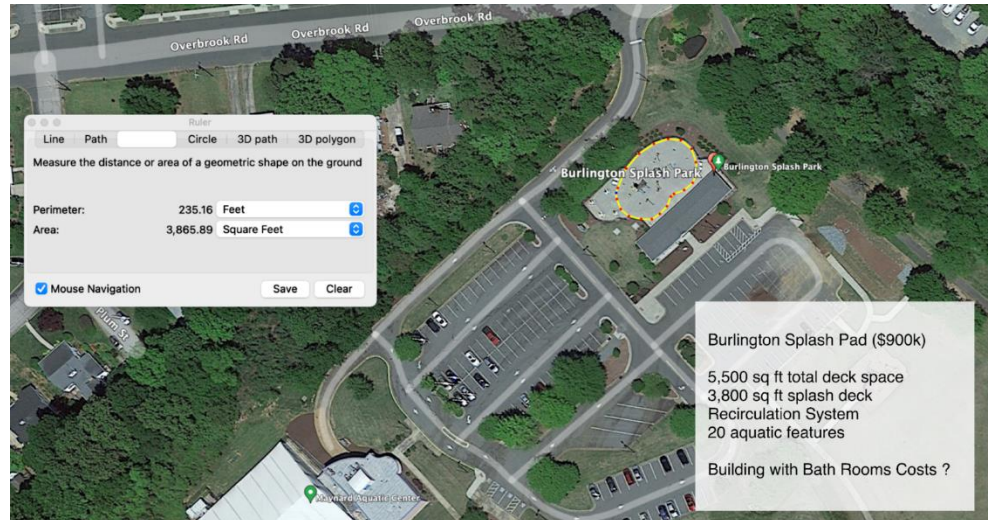 Overbrook Rd
Overbrook Rd
Overbrook Rd
Ruler
Line Path Circle 3D path 3D polygon
Measure the distance or area of a geometric shape on the ground
Perimeter: 235.16 Feet
Area: 3,865.89 Square Feet
Mouse Navigation Save Clear
Plum St
Burlington Splash Park
Burlington Splash Park
Maynard Aquatic Center
Burlington Splash Pad ($900k)
5,500 sq ft total deck space
3,800 sq ft splash deck
Recirculation System
20 aquatic features
Building with Bath Rooms Costs ?